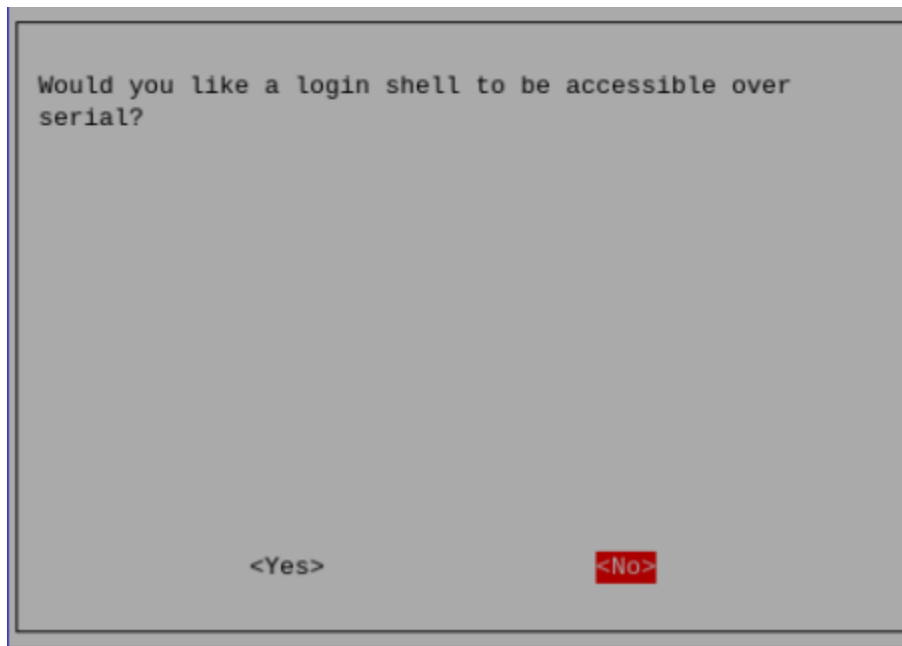 Would you like a login shell to be accessible over
serial?
<Yes> <No>